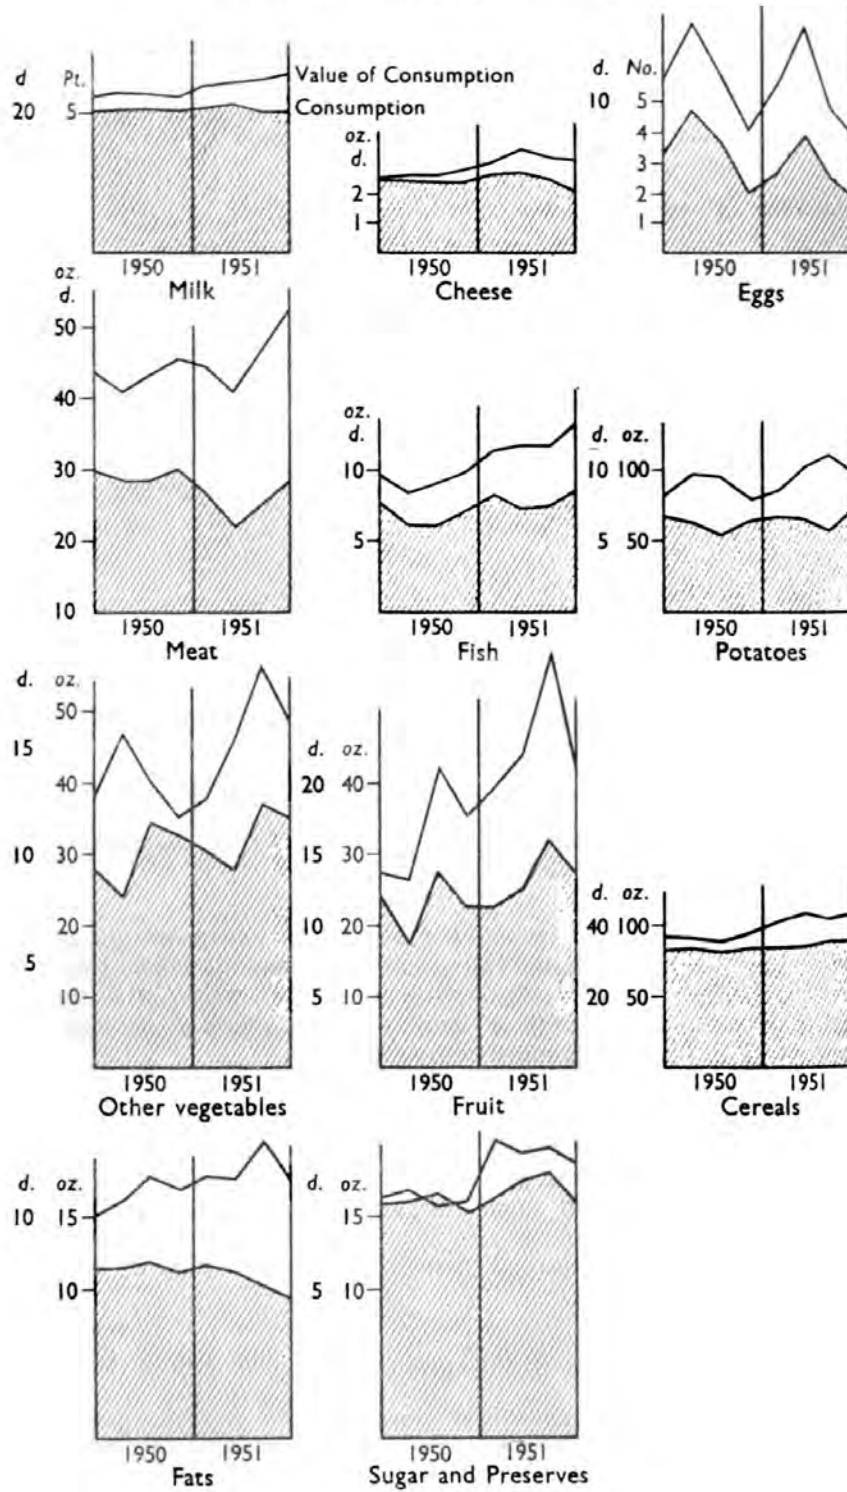 d Pt. Value of Consumption
20 5 Consumption
1950 1951
Milk
oz.
d.
2
1
1950 1951
Cheese
d. No.
10 5
4
3
2
1
1950 1951
Eggs
oz.
d.
50
40
30
20
10
1950 1951
Meat
oz.
d.
10
5
1950 1951
Fish
d. oz.
10 100
5 50
1950 1951
Potatoes
d. oz.
50
15
40
10 30
20
5
10
1950 1951
Other vegetables
d. oz.
20 40
15 30
10 20
5 10
1950 1951
Fruit
d. oz.
40 100
20 50
1950 1951
Cereals
d. oz.
10 15
10
1950 1951
Fats
d. oz.
15
5 10
1950 1951
Sugar and Preserves